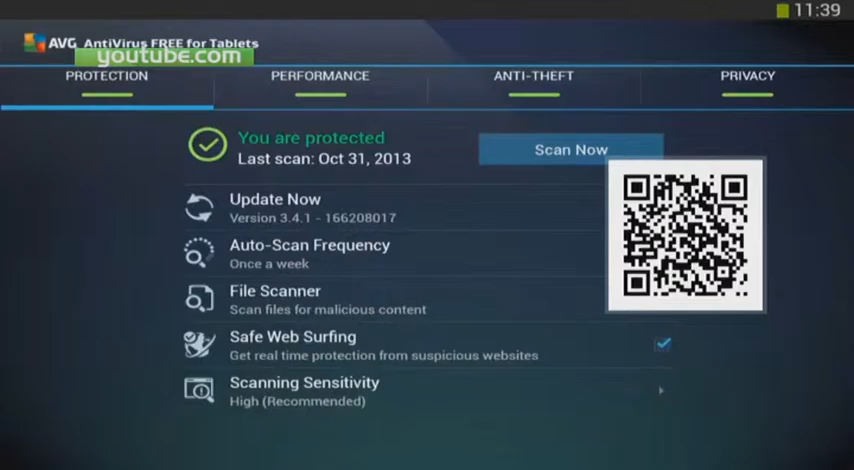 11:39
AVG AntiVirus FREE for Tablets
youtube.com
PROTECTION PERFORMANCE ANTI-THEFT PRIVACY
You are protected
Last scan: Oct 31, 2013
Scan Now
Update Now
Version 3.4.1 - 166208017
Auto-Scan Frequency
Once a week
File Scanner
Scan files for malicious content
Safe Web Surfing
Get real time protection from suspicious websites
Scanning Sensitivity
High (Recommended)